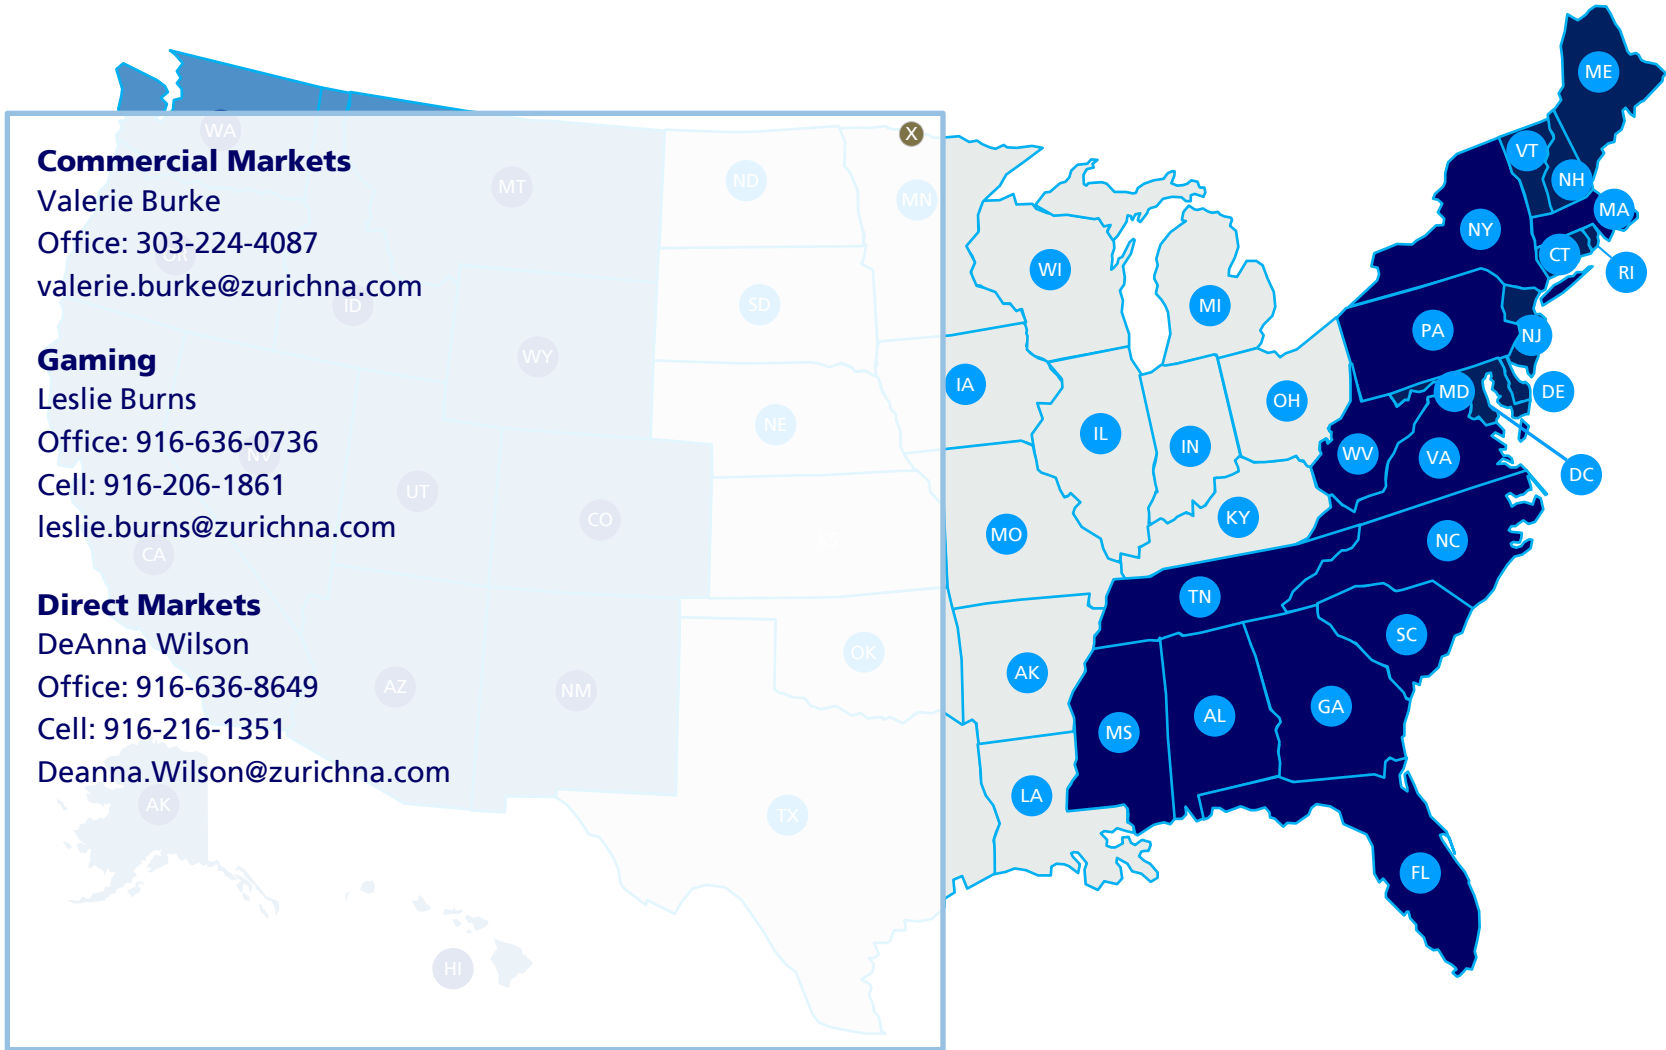 Commercial Markets
Valerie Burke
Office: 303-224-4087
valerie.burke@zurichna.com
Gaming
Leslie Burns
Office: 916-636-0736
Cell: 916-206-1861
leslie.burns@zurichna.com
Direct Markets
DeAnna Wilson
Office: 916-636-8649
Cell: 916-216-1351
Deanna.Wilson@zurichna.com
X
WA
MT
ND
MN
OR
ID
SD
WY
NE
NV
UT
CO
KS
CA
OK
AZ
NM
AK
TX
HI
ME
VT
NH
MA
NY
CT
RI
WI
MI
PA
NJ
IA
OH
MD
DE
IL
IN
WV
VA
DC
KY
MO
NC
TN
SC
AK
GA
AL
MS
LA
FL